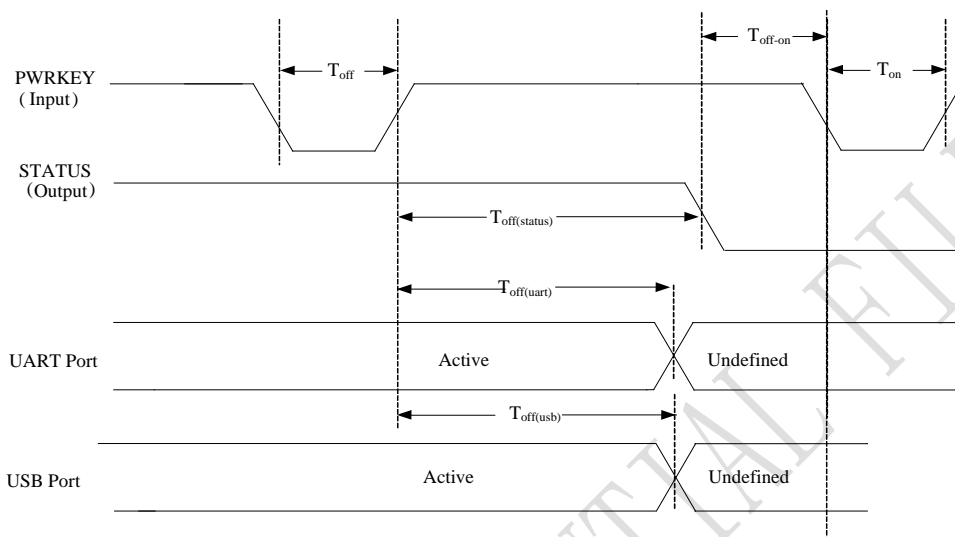 T_off-on
T_off
T_on
PWRKEY
( Input )
STATUS
（Output）
T_off(status)
T_off(uart)
UART Port
Active
Undefined
T_off(usb)
USB Port
Active
Undefined